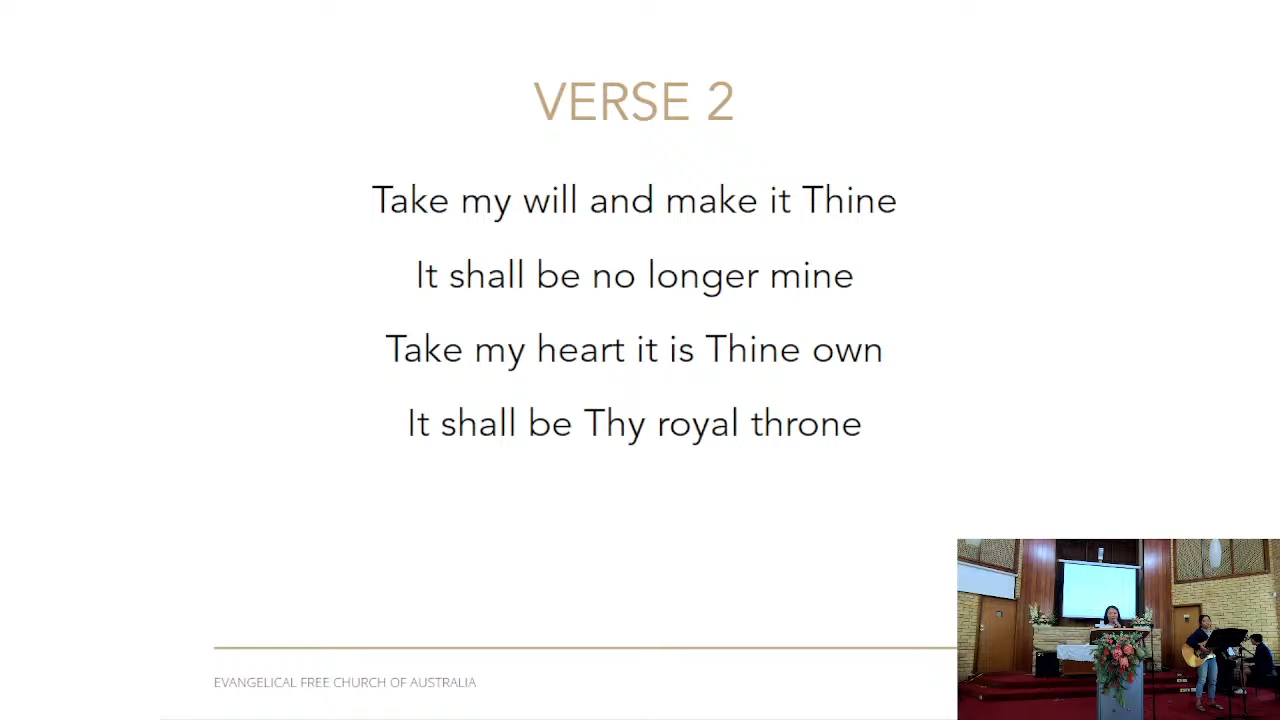 VERSE 2
Take my will and make it Thine
It shall be no longer mine
Take my heart it is Thine own
It shall be Thy royal throne
EVANGELICAL FREE CHURCH OF AUSTRALIA